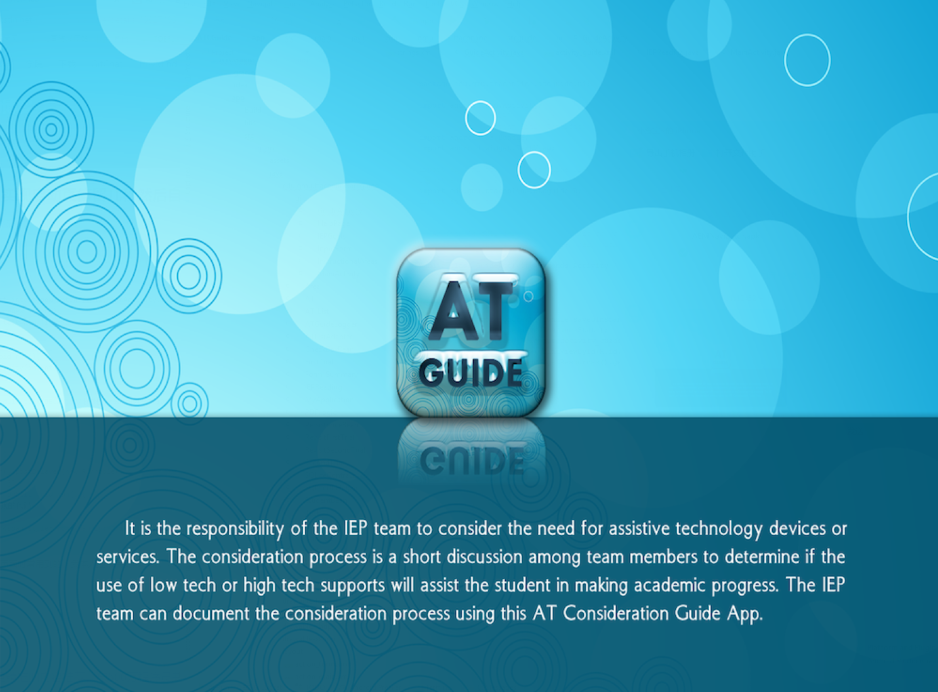 AT
GUIDE
GUIDE
It is the responsibility of the IEP team to consider the need for assistive technology devices or
services. The consideration process is a short discussion among team members to determine if the
use of low tech or high tech supports will assist the student in making academic progress. The IEP
team can document the consideration process using this AT Consideration Guide App.